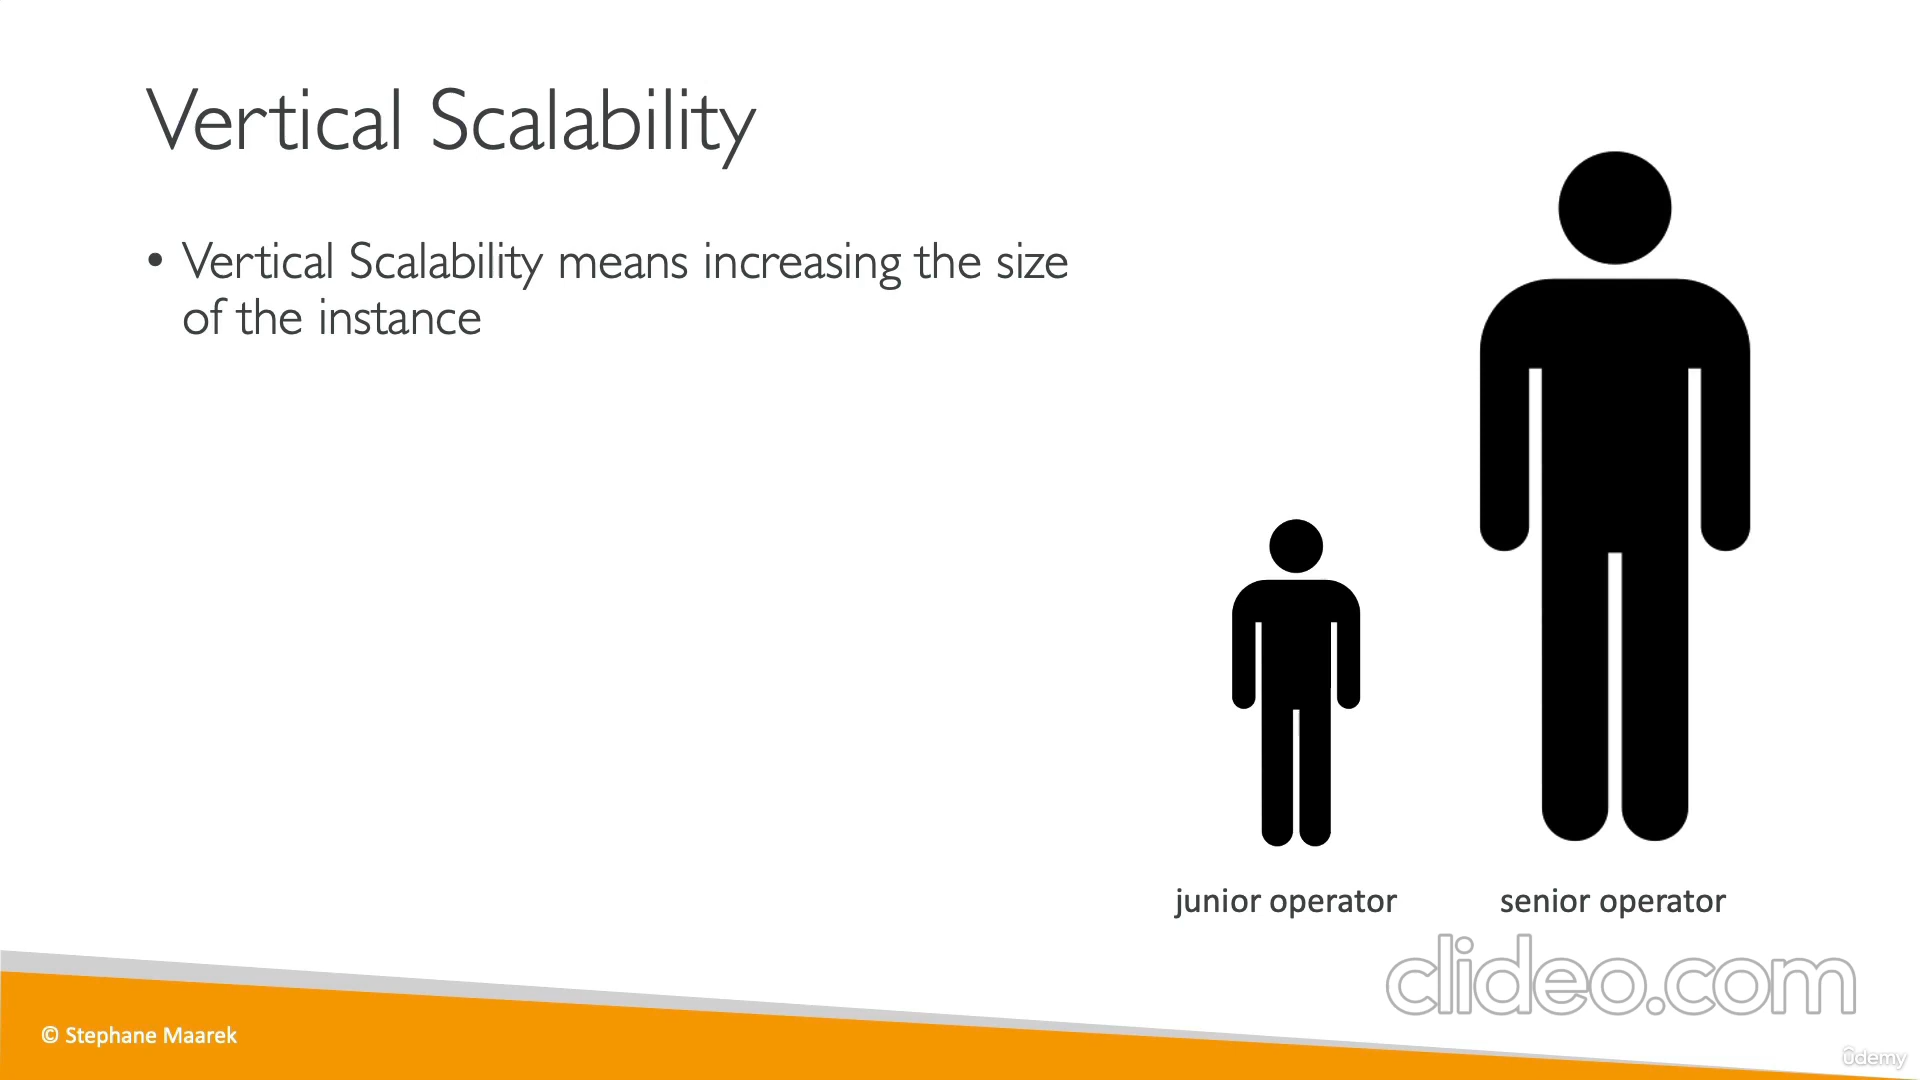 Vertical Scalability
• Vertical Scalability means increasing the size
of the instance
junior operator
senior operator
clideo.com
© Stephane Maarek
ûdemy